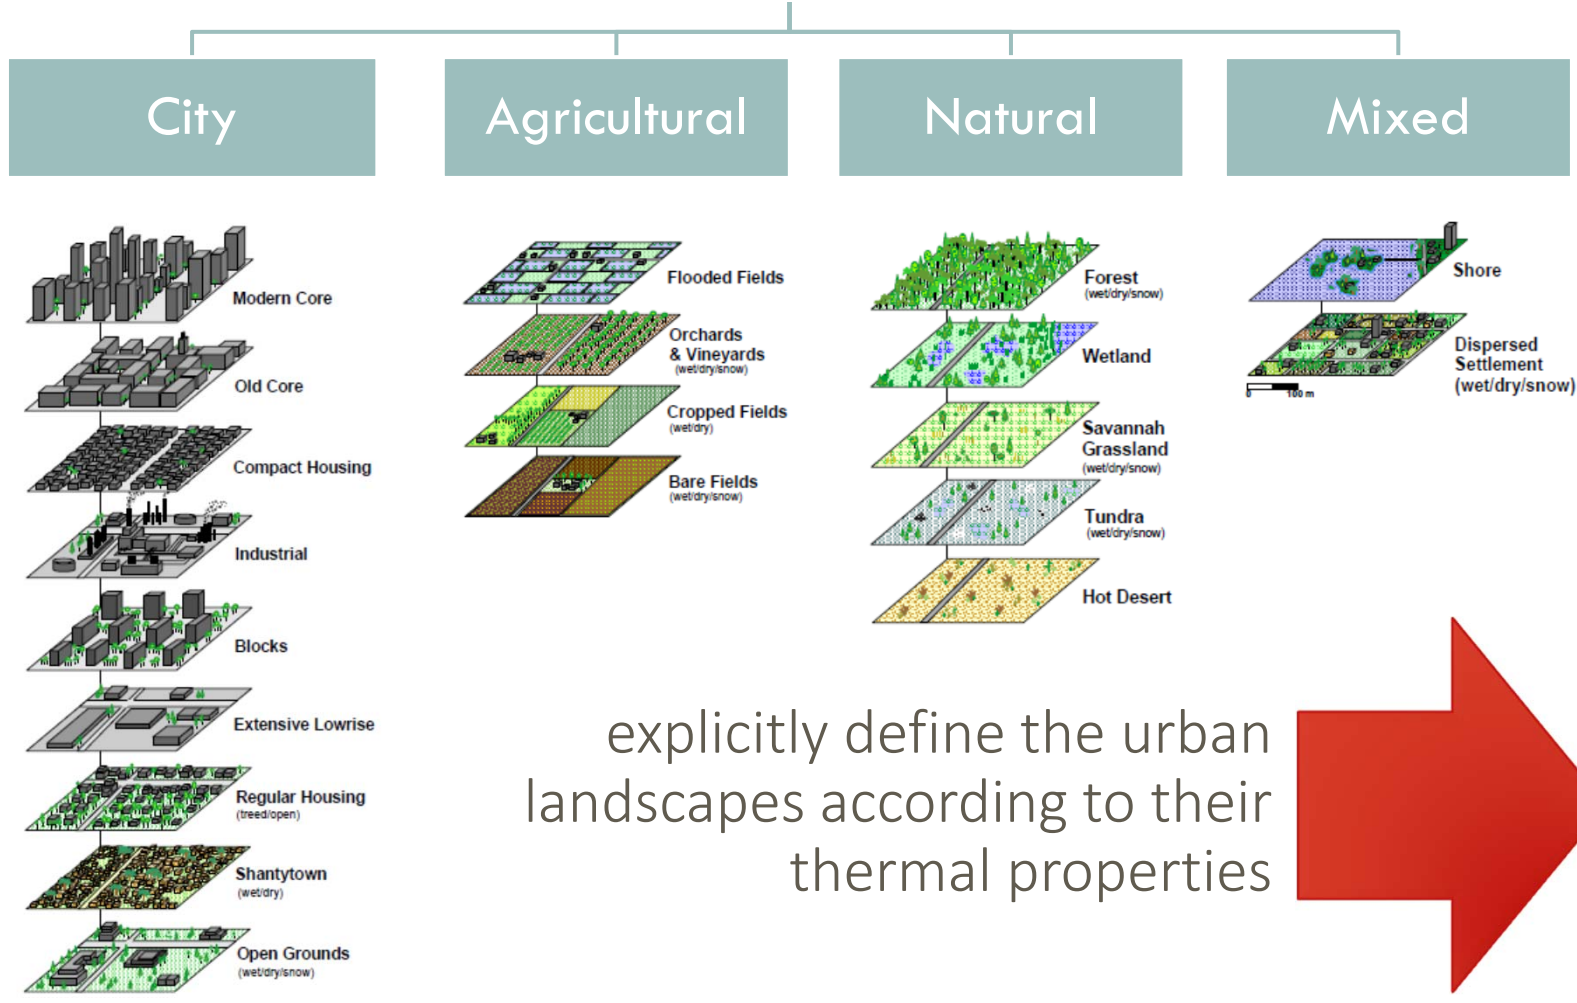 City
Agricultural
Natural
Mixed
Modern Core
Old Core
Compact Housing
Industrial
Blocks
Extensive Lowrise
Regular Housing
(treed/open)
Shantytown
(wet/dry)
Open Grounds
(wet/dry/snow)
Flooded Fields
Orchards
& Vineyards
(wet/dry/snow)
Cropped Fields
(wet/dry)
Bare Fields
(wet/dry/snow)
Forest
(wet/dry/snow)
Wetland
Savannah
Grassland
(wet/dry/snow)
Tundra
(wet/dry/snow)
Hot Desert
Shore
Dispersed
Settlement
(wet/dry/snow)
0 100 m
explicitly define the urban
landscapes according to their
thermal properties